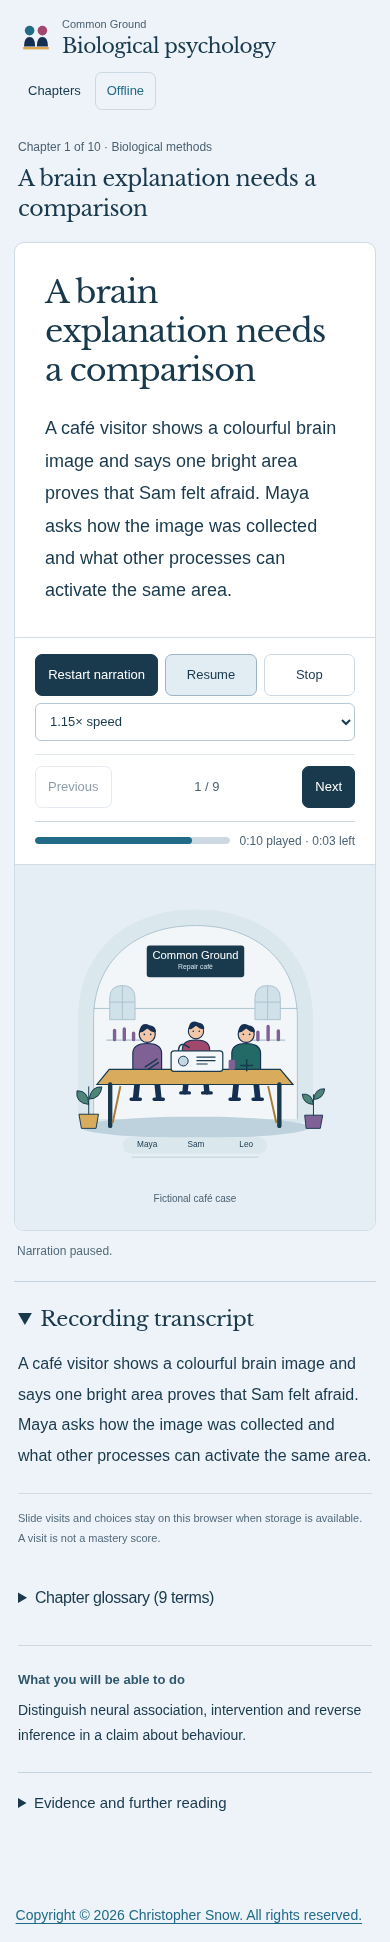 Common Ground
Biological psychology
Chapters
Offline
Chapter 1 of 10 · Biological methods
A brain explanation needs a
comparison
A brain
explanation needs
a comparison
A café visitor shows a colourful brain
image and says one bright area
proves that Sam felt afraid. Maya
asks how the image was collected
and what other processes can
activate the same area.
Restart narration
Resume
Stop
1.15× speed
Previous
1 / 9
Next
0:10 played · 0:03 left
Common Ground
Repair café
Maya
Sam
Leo
Fictional café case
Narration paused.
Recording transcript
A café visitor shows a colourful brain image and
says one bright area proves that Sam felt afraid.
Maya asks how the image was collected and
what other processes can activate the same area.
Slide visits and choices stay on this browser when storage is available.
A visit is not a mastery score.
Chapter glossary (9 terms)
What you will be able to do
Distinguish neural association, intervention and reverse
inference in a claim about behaviour.
Evidence and further reading
Copyright © 2026 Christopher Snow. All rights reserved.